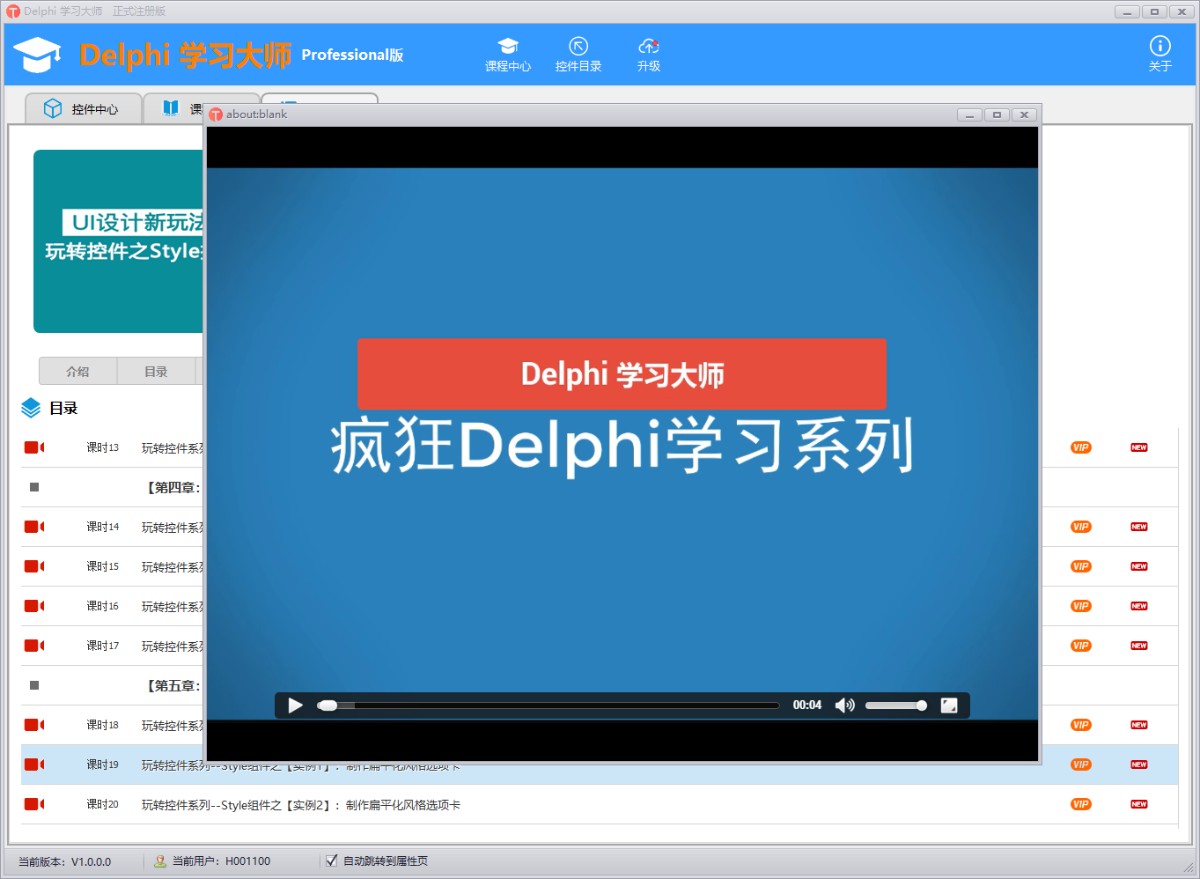 Delphi 学习大师 正式注册版
Delphi 学习大师 Professional版
课程中心
控件目录
升级
关于
控件中心
课
about:blank
UI设计新玩法
玩转控件之Style
Delphi 学习大师
疯狂Delphi学习系列
介绍
目录
目录
课时13 玩转控件系列 VIP NEW
【第四章:
课时14 玩转控件系列 VIP NEW
课时15 玩转控件系列 VIP NEW
课时16 玩转控件系列 VIP NEW
课时17 玩转控件系列 VIP NEW
【第五章:
00:04
课时18 玩转控件系列 VIP NEW
课时19 玩转控件系列--Style组件之【实例1】：制作扁平化风格选项卡 VIP NEW
课时20 玩转控件系列--Style组件之【实例2】：制作扁平化风格选项卡 VIP NEW
当前版本: V1.0.0.0 当前用户: H001100 自动跳转到属性页